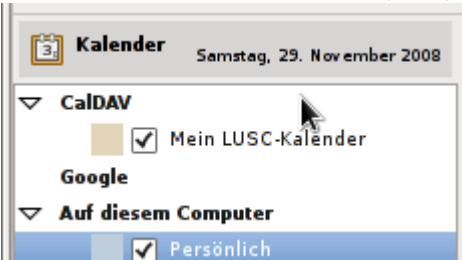 Kalender Samstag, 29. November 2008
CalDAV
Mein LUSC-Kalender
Google
Auf diesem Computer
Persönlich